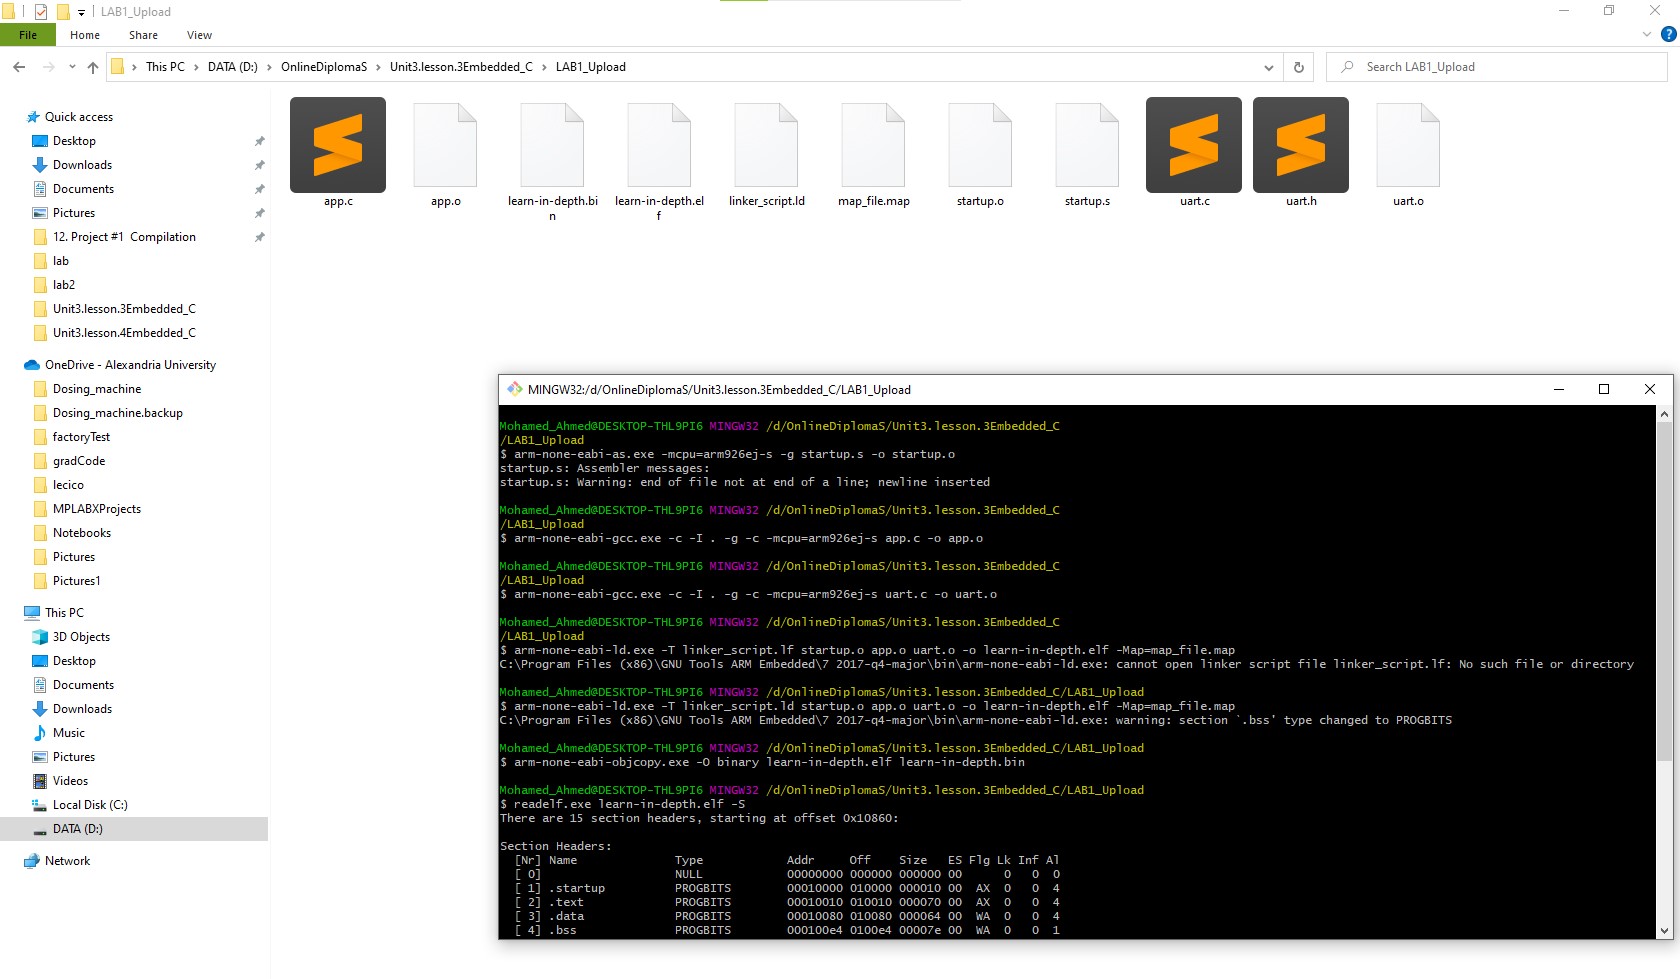 LAB1_Upload
File Home Share View
This PC DATA (D:) OnlineDiplomaS Unit3.lesson.3Embedded_C LAB1_Upload Search LAB1_Upload
Quick access
Desktop
Downloads
Documents
Pictures
12. Project #1  Compilation
lab
lab2
Unit3.lesson.3Embedded_C
Unit3.lesson.4Embedded_C
OneDrive - Alexandria University
Dosing_machine
Dosing_machine.backup
factoryTest
gradCode
lecico
MPLABXProjects
Notebooks
Pictures
Pictures1
This PC
3D Objects
Desktop
Documents
Downloads
Music
Pictures
Videos
Local Disk (C:)
DATA (D:)
Network
app.c app.o learn-in-depth.bi learn-in-depth.el linker_script.ld map_file.map startup.o startup.s uart.c uart.h uart.o
n f
MINGW32:/d/OnlineDiplomaS/Unit3.lesson.3Embedded_C/LAB1_Upload
Mohamed_Ahmed@DESKTOP-THL9PI6 MINGW32 /d/OnlineDiplomaS/Unit3.lesson.3Embedded_C
/LAB1_Upload
$ arm-none-eabi-as.exe -mcpu=arm926ej-s -g startup.s -o startup.o
startup.s: Assembler messages:
startup.s: Warning: end of file not at end of a line; newline inserted
Mohamed_Ahmed@DESKTOP-THL9PI6 MINGW32 /d/OnlineDiplomaS/Unit3.lesson.3Embedded_C
/LAB1_Upload
$ arm-none-eabi-gcc.exe -c -I . -g -c -mcpu=arm926ej-s app.c -o app.o
Mohamed_Ahmed@DESKTOP-THL9PI6 MINGW32 /d/OnlineDiplomaS/Unit3.lesson.3Embedded_C
/LAB1_Upload
$ arm-none-eabi-gcc.exe -c -I . -g -c -mcpu=arm926ej-s uart.c -o uart.o
Mohamed_Ahmed@DESKTOP-THL9PI6 MINGW32 /d/OnlineDiplomaS/Unit3.lesson.3Embedded_C
/LAB1_Upload
$ arm-none-eabi-ld.exe -T linker_script.lf startup.o app.o uart.o -o learn-in-depth.elf -Map=map_file.map
C:\Program Files (x86)\GNU Tools ARM Embedded\7 2017-q4-major\bin\arm-none-eabi-ld.exe: cannot open linker script file linker_script.lf: No such file or directory
Mohamed_Ahmed@DESKTOP-THL9PI6 MINGW32 /d/OnlineDiplomaS/Unit3.lesson.3Embedded_C/LAB1_Upload
$ arm-none-eabi-ld.exe -T linker_script.ld startup.o app.o uart.o -o learn-in-depth.elf -Map=map_file.map
C:\Program Files (x86)\GNU Tools ARM Embedded\7 2017-q4-major\bin\arm-none-eabi-ld.exe: warning: section `.bss' type changed to PROGBITS
Mohamed_Ahmed@DESKTOP-THL9PI6 MINGW32 /d/OnlineDiplomaS/Unit3.lesson.3Embedded_C/LAB1_Upload
$ arm-none-eabi-objcopy.exe -O binary learn-in-depth.elf learn-in-depth.bin
Mohamed_Ahmed@DESKTOP-THL9PI6 MINGW32 /d/OnlineDiplomaS/Unit3.lesson.3Embedded_C/LAB1_Upload
$ readelf.exe learn-in-depth.elf -S
There are 15 section headers, starting at offset 0x10860:
Section Headers:
[Nr] Name Type Addr Off Size ES Flg Lk Inf Al
[ 0] NULL 00000000 000000 000000 00 0 0 0
[ 1] .startup PROGBITS 00010000 010000 000010 00 AX 0 0 4
[ 2] .text PROGBITS 00010010 010010 000070 00 AX 0 0 4
[ 3] .data PROGBITS 00010080 010080 000064 00 WA 0 0 4
[ 4] .bss PROGBITS 000100e4 0100e4 00007e 00 WA 0 0 1